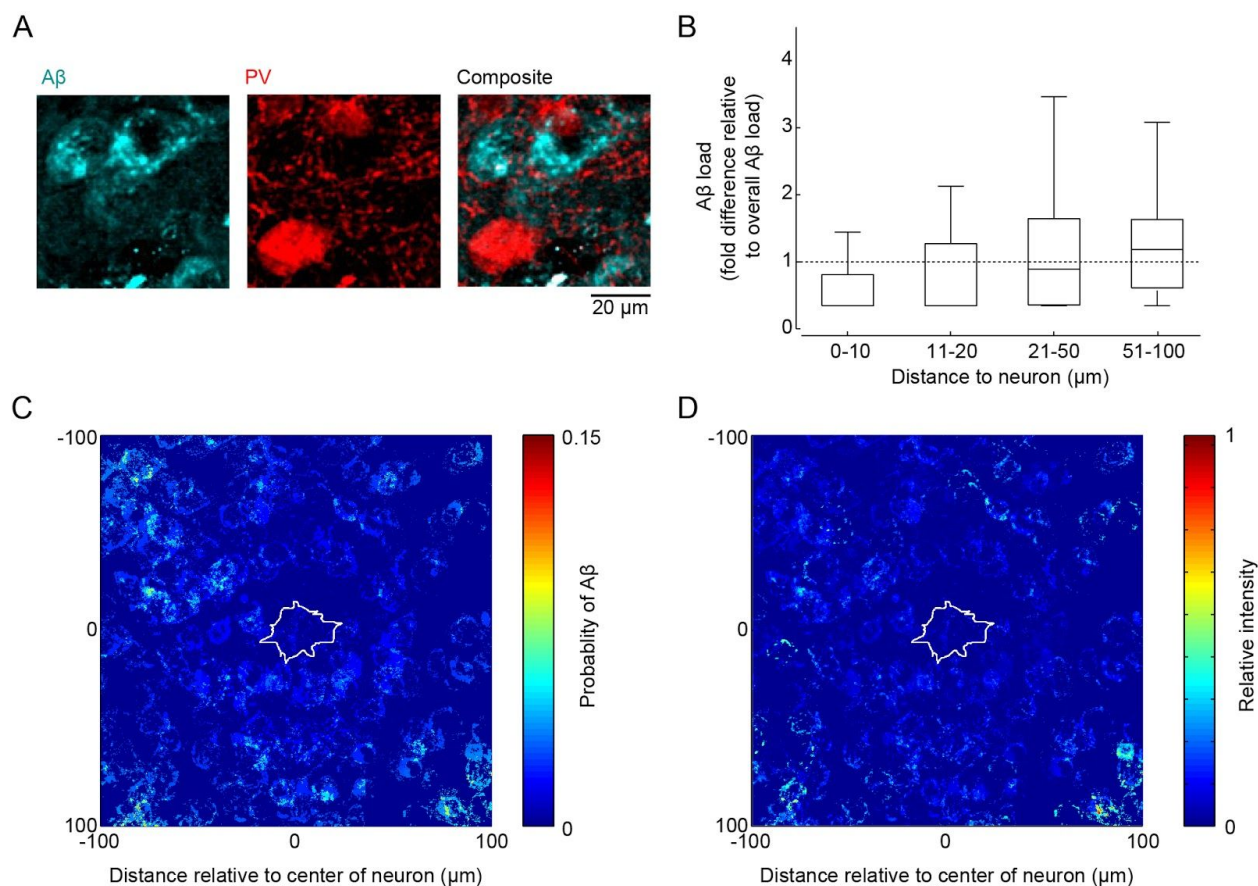 A
Aβ
PV
Composite
20 µm
B
Aβ load
(fold difference relative
to overall Aβ load)
4
3
2
1
0
0-10
11-20
21-50
51-100
Distance to neuron (µm)
C
-100
0
100
-100
0
100
Distance relative to center of neuron (µm)
0.15
0
Probablity of Aβ
D
-100
0
100
-100
0
100
Distance relative to center of neuron (µm)
1
0
Relative intensity